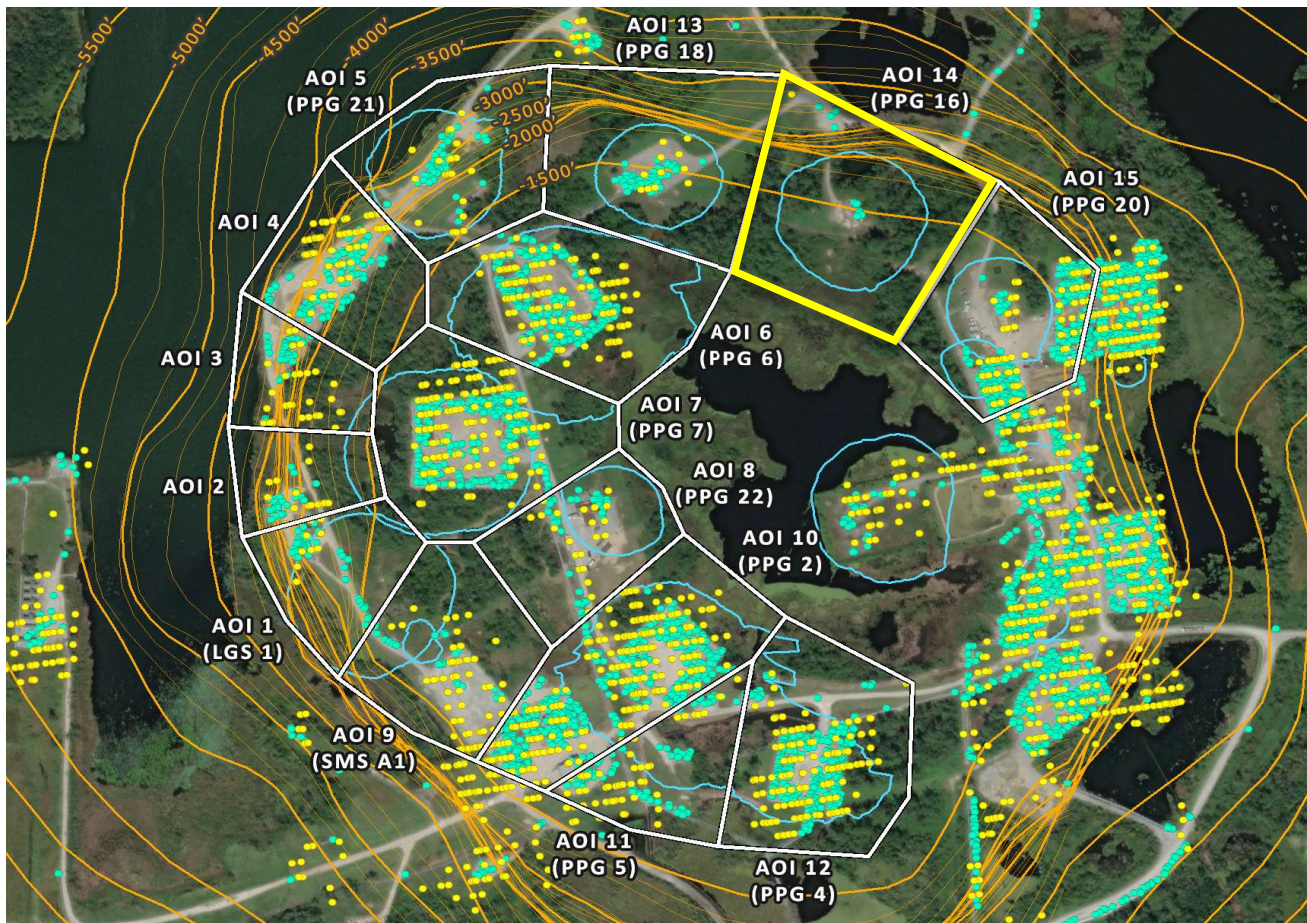 -5500'
-5000'
-4500'
-4000'
-3500'
-3000'
-2500'
-2000'
-1500'
AOI 13
(PPG 18)
AOI 5
(PPG 21)
AOI 14
(PPG 16)
AOI 15
(PPG 20)
AOI 4
AOI 3
AOI 6
(PPG 6)
AOI 7
(PPG 7)
AOI 2
AOI 8
(PPG 22)
AOI 10
(PPG 2)
AOI 1
(LGS 1)
AOI 9
(SMS A1)
AOI 11
(PPG 5)
AOI 12
(PPG 4)